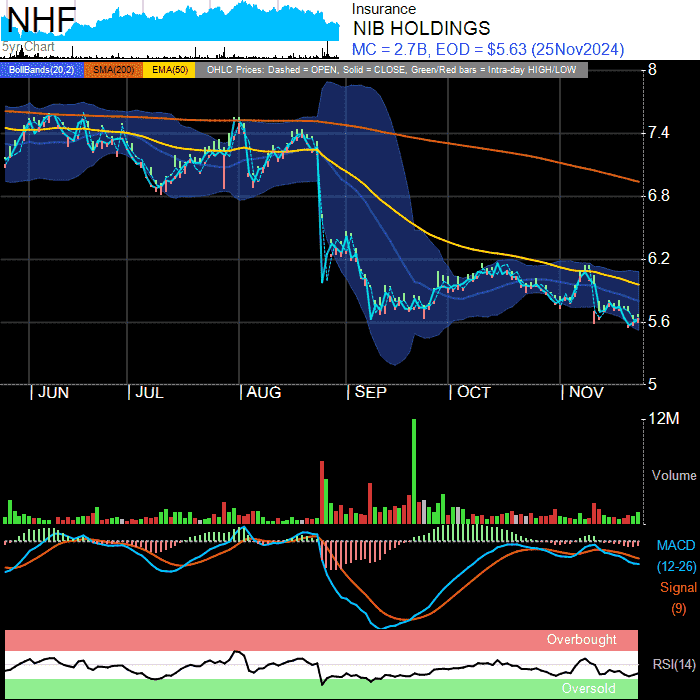 NHF
5yr Chart
Insurance
NIB HOLDINGS
MC = 2.7B, EOD = $5.63 (25Nov2024)
BollBands(20,2) SMA(200) EMA(50) OHLC Prices: Dashed = OPEN, Solid = CLOSE, Green/Red bars = Intra-day HIGH/LOW
8
7.4
6.8
6.2
5.6
5
| JUN | JUL | AUG | SEP | OCT | NOV
12M
Volume
MACD
(12-26)
Signal
(9)
Overbought
RSI(14)
Oversold